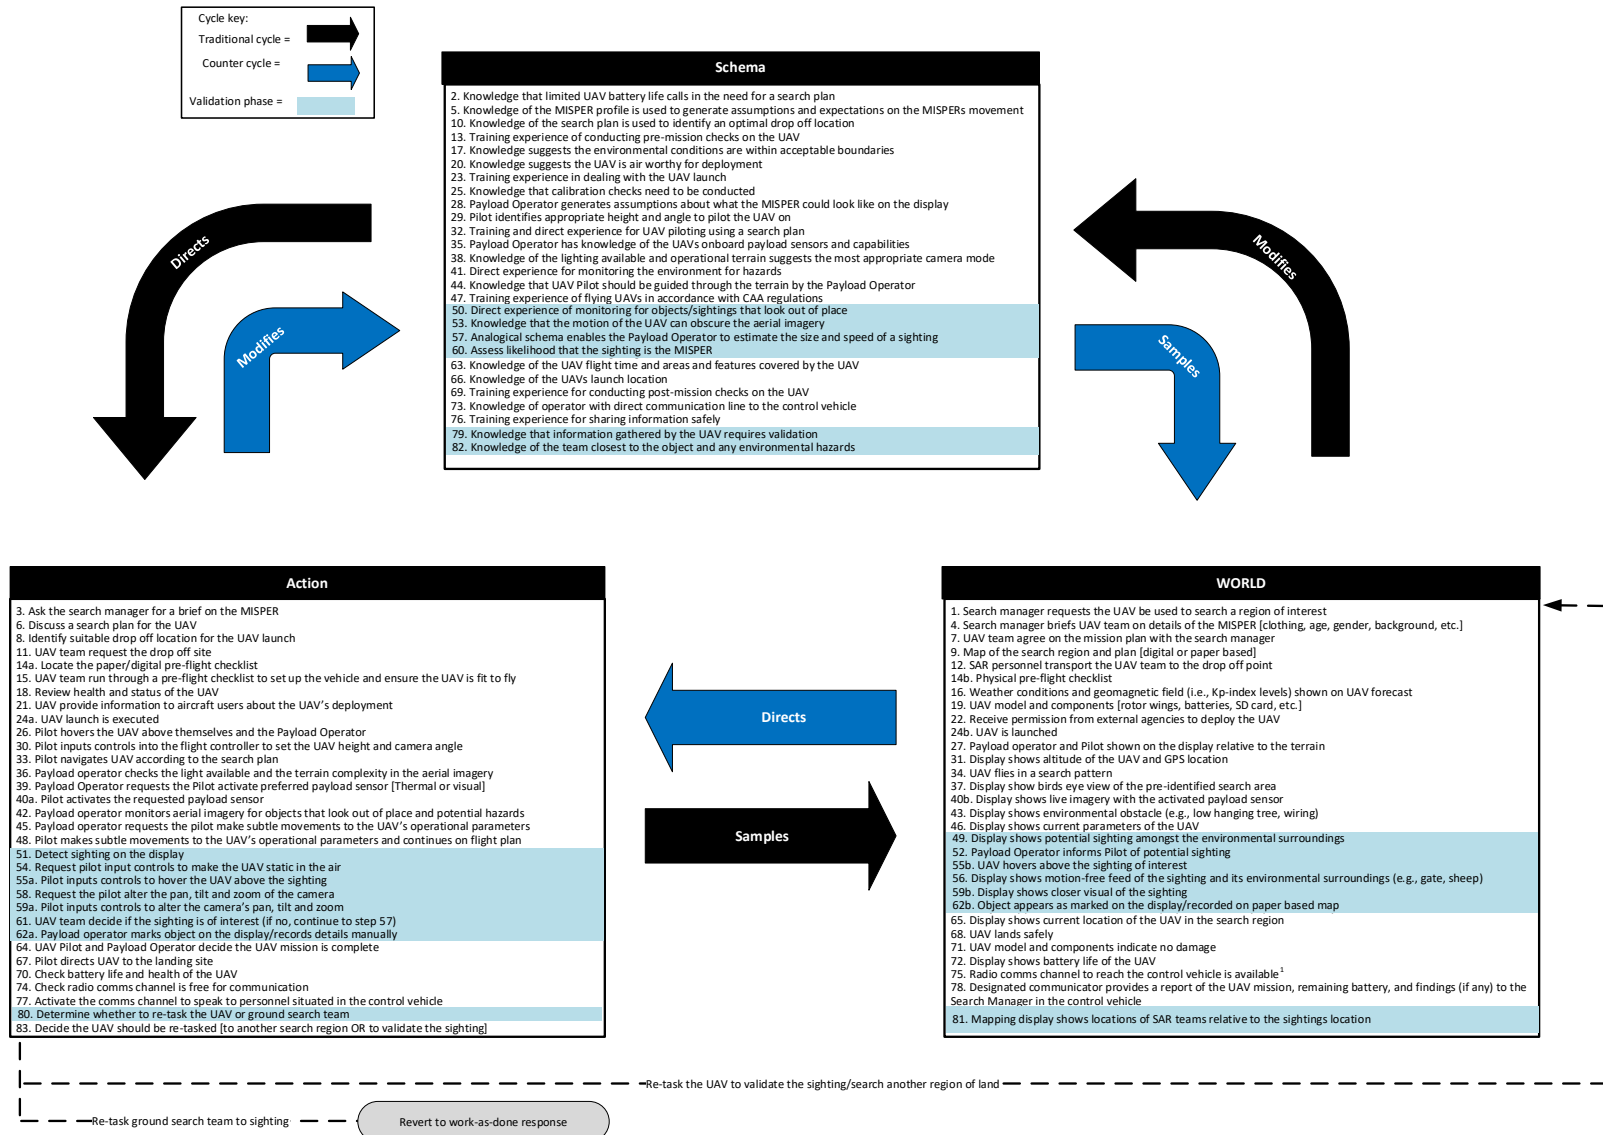 Cycle key:
Traditional cycle =
Counter cycle =
Validation phase =
Schema
2. Knowledge that limited UAV battery life calls in the need for a search plan
5. Knowledge of the MISPER profile is used to generate assumptions and expectations on the MISPERs movement
10. Knowledge of the search plan is used to identify an optimal drop off location
13. Training experience of conducting pre-mission checks on the UAV
17. Knowledge suggests the environmental conditions are within acceptable boundaries
20. Knowledge suggests the UAV is air worthy for deployment
23. Training experience in dealing with the UAV launch
25. Knowledge that calibration checks need to be conducted
28. Payload Operator generates assumptions about what the MISPER could look like on the display
29. Pilot identifies appropriate height and angle to pilot the UAV on
32. Training and direct experience for UAV piloting using a search plan
35. Payload Operator has knowledge of the UAVs onboard payload sensors and capabilities
38. Knowledge of the lighting available and operational terrain suggests the most appropriate camera mode
41. Direct experience for monitoring the environment for hazards
44. Knowledge that UAV Pilot should be guided through the terrain by the Payload Operator
47. Training experience of flying UAVs in accordance with CAA regulations
50. Direct experience of monitoring for objects/sightings that look out of place
53. Knowledge that the motion of the UAV can obscure the aerial imagery
57. Analogical schema enables the Payload Operator to estimate the size and speed of a sighting
60. Assess likelihood that the sighting is the MISPER
63. Knowledge of the UAV flight time and areas and features covered by the UAV
66. Knowledge of the UAVs launch location
69. Training experience for conducting post-mission checks on the UAV
73. Knowledge of operator with direct communication line to the control vehicle
76. Training experience for sharing information safely
79. Knowledge that information gathered by the UAV requires validation
82. Knowledge of the team closest to the object and any environmental hazards
Directs
Modifies
Modifies
Samples
Action
3. Ask the search manager for a brief on the MISPER
6. Discuss a search plan for the UAV
8. Identify suitable drop off location for the UAV launch
11. UAV team request the drop off site
14a. Locate the paper/digital pre-flight checklist
15. UAV team run through a pre-flight checklist to set up the vehicle and ensure the UAV is fit to fly
18. Review health and status of the UAV
21. UAV provide information to aircraft users about the UAV's deployment
24a. UAV launch is executed
26. Pilot hovers the UAV above themselves and the Payload Operator
30. Pilot inputs controls into the flight controller to set the UAV height and camera angle
33. Pilot navigates UAV according to the search plan
36. Payload operator checks the light available and the terrain complexity in the aerial imagery
39. Payload Operator requests the Pilot activate preferred payload sensor [Thermal or visual]
40a. Pilot activates the requested payload sensor
42. Payload operator monitors aerial imagery for objects that look out of place and potential hazards
45. Payload operator requests the pilot make subtle movements to the UAV's operational parameters
48. Pilot makes subtle movements to the UAV's operational parameters and continues on flight plan
51. Detect sighting on the display
54. Request pilot input controls to make the UAV static in the air
55a. Pilot inputs controls to hover the UAV above the sighting
58. Request the pilot alter the pan, tilt and zoom of the camera
59a. Pilot inputs controls to alter the camera's pan, tilt and zoom
61. UAV team decide if the sighting is of interest (if no, continue to step 57)
62a. Payload operator marks object on the display/records details manually
64. UAV Pilot and Payload Operator decide the UAV mission is complete
67. Pilot directs UAV to the landing site
70. Check battery life and health of the UAV
74. Check radio comms channel is free for communication
77. Activate the comms channel to speak to personnel situated in the control vehicle
80. Determine whether to re-task the UAV or ground search team
83. Decide the UAV should be re-tasked [to another search region OR to validate the sighting]
Directs
Samples
WORLD
1. Search manager requests the UAV be used to search a region of interest
4. Search manager briefs UAV team on details of the MISPER [clothing, age, gender, background, etc.]
7. UAV team agree on the mission plan with the search manager
9. Map of the search region and plan [digital or paper based]
12. SAR personnel transport the UAV team to the drop off point
14b. Physical pre-flight checklist
16. Weather conditions and geomagnetic field (i.e., Kp-index levels) shown on UAV forecast
19. UAV model and components [rotor wings, batteries, SD card, etc.]
22. Receive permission from external agencies to deploy the UAV
24b. UAV is launched
27. Payload operator and Pilot shown on the display relative to the terrain
31. Display shows altitude of the UAV and GPS location
34. UAV flies in a search pattern
37. Display show birds eye view of the pre-identified search area
40b. Display shows live imagery with the activated payload sensor
43. Display shows environmental obstacle (e.g., low hanging tree, wiring)
46. Display shows current parameters of the UAV
49. Display shows potential sighting amongst the environmental surroundings
52. Payload Operator informs Pilot of potential sighting
55b. UAV hovers above the sighting of interest
56. Display shows motion-free feed of the sighting and its environmental surroundings (e.g., gate, sheep)
59b. Display shows closer visual of the sighting
62b. Object appears as marked on the display/recorded on paper based map
65. Display shows current location of the UAV in the search region
68. UAV lands safely
71. UAV model and components indicate no damage
72. Display shows battery life of the UAV
75. Radio comms channel to reach the control vehicle is available¹
78. Designated communicator provides a report of the UAV mission, remaining battery, and findings (if any) to the
Search Manager in the control vehicle
81. Mapping display shows locations of SAR teams relative to the sightings location
Re-task the UAV to validate the sighting/search another region of land
Re-task ground search team to sighting
Revert to work-as-done response